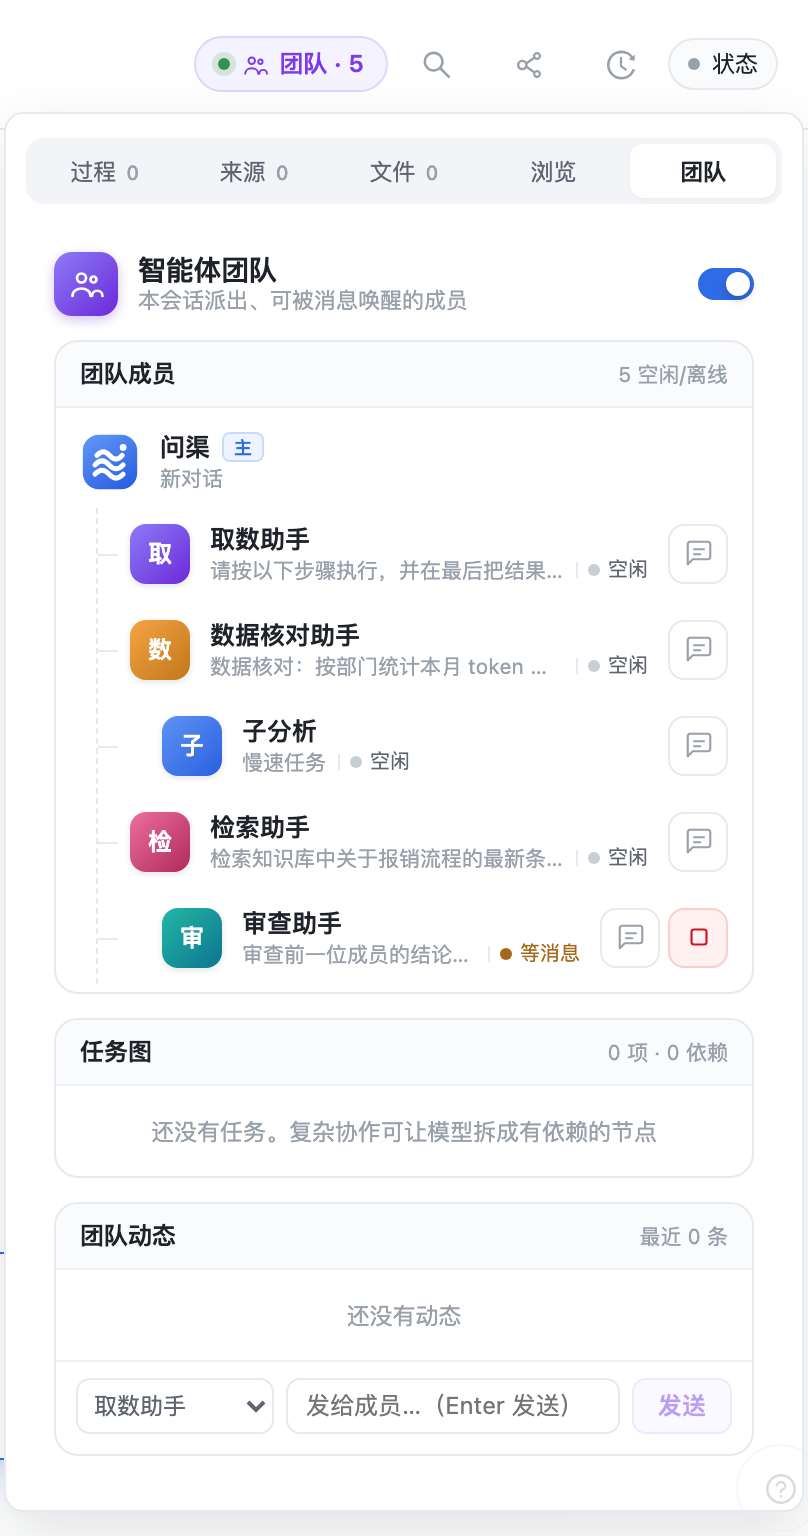 团队 · 5
状态
过程 0 来源 0 文件 0 浏览 团队
智能体团队
本会话派出、可被消息唤醒的成员
团队成员 5 空闲/离线
问渠 主
新对话
取 取数助手
请按以下步骤执行，并在最后把结果... 空闲
数 数据核对助手
数据核对：按部门统计本月 token ... 空闲
子 子分析
慢速任务 空闲
检 检索助手
检索知识库中关于报销流程的最新条... 空闲
审 审查助手
审查前一位成员的结论... 等消息
任务图 0 项 · 0 依赖
还没有任务。复杂协作可让模型拆成有依赖的节点
团队动态 最近 0 条
还没有动态
取数助手 发给成员...（Enter 发送） 发送